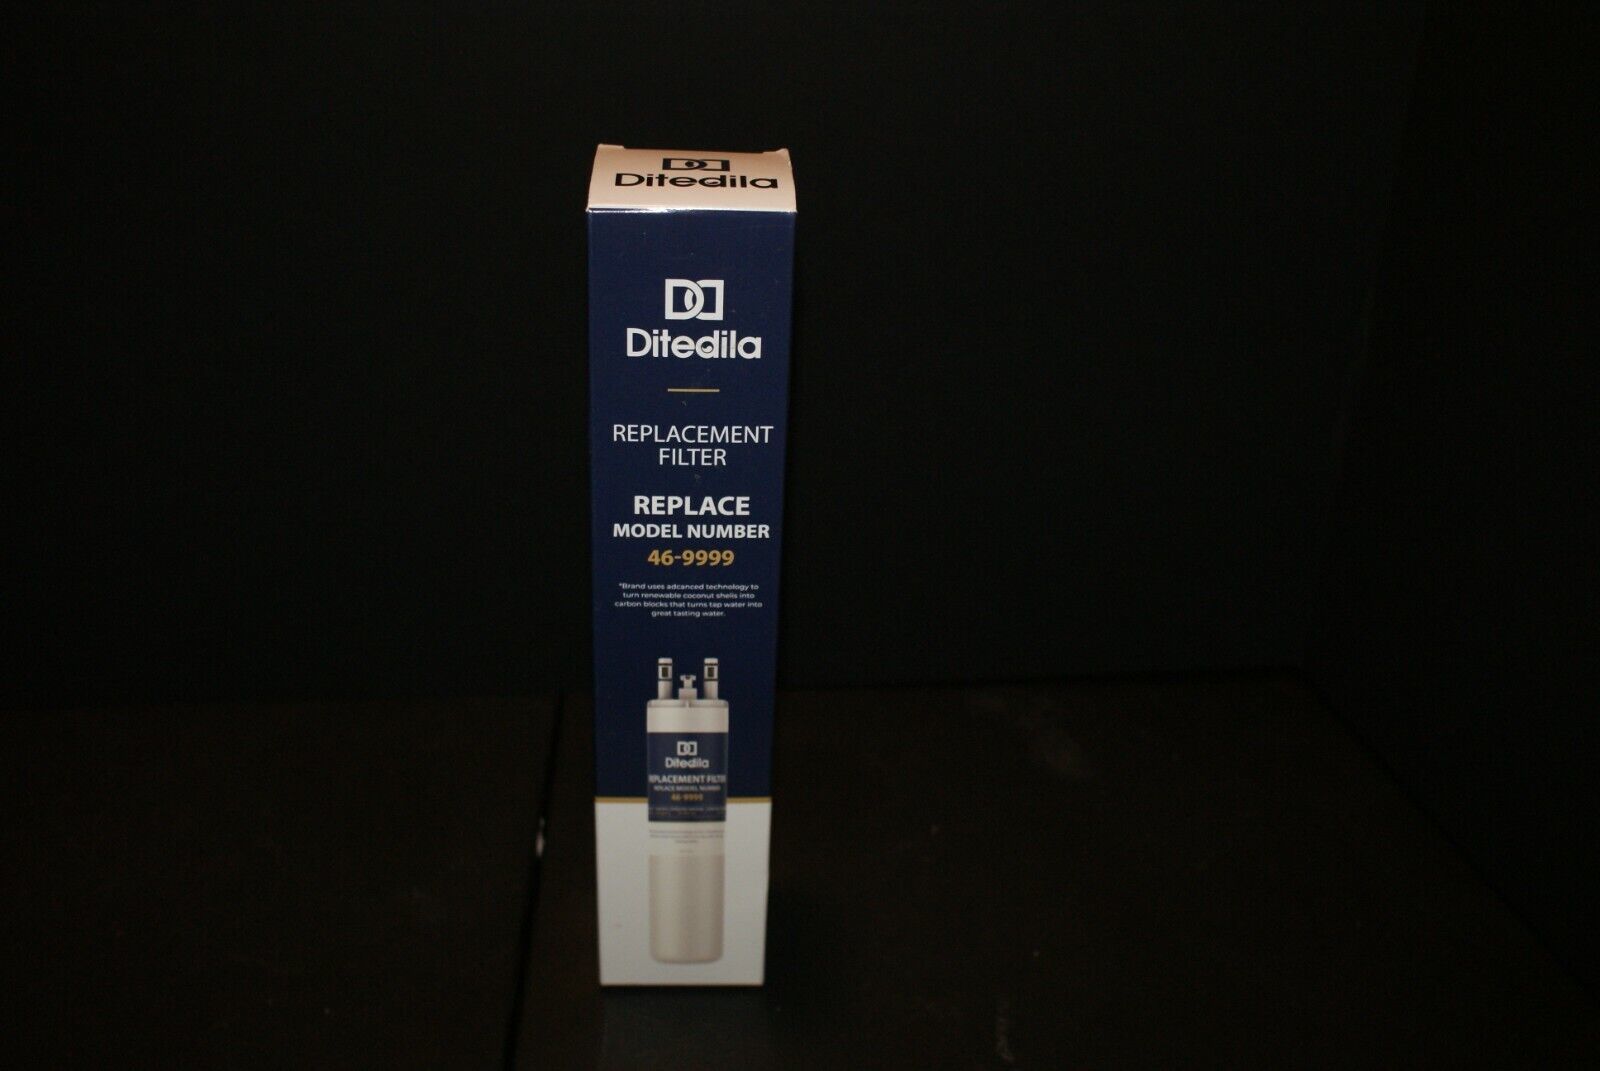 Ditedila
Ditedila
REPLACEMENT
FILTER
REPLACE
MODEL NUMBER
46-9999
*Brand uses adcanced technology to
turn renewable coconut shells into
carbon blocks that turns tap water into
great tasting water.
Ditedila
REPLACEMENT FILTE
REPLACE MODEL NUMBER
46-9999